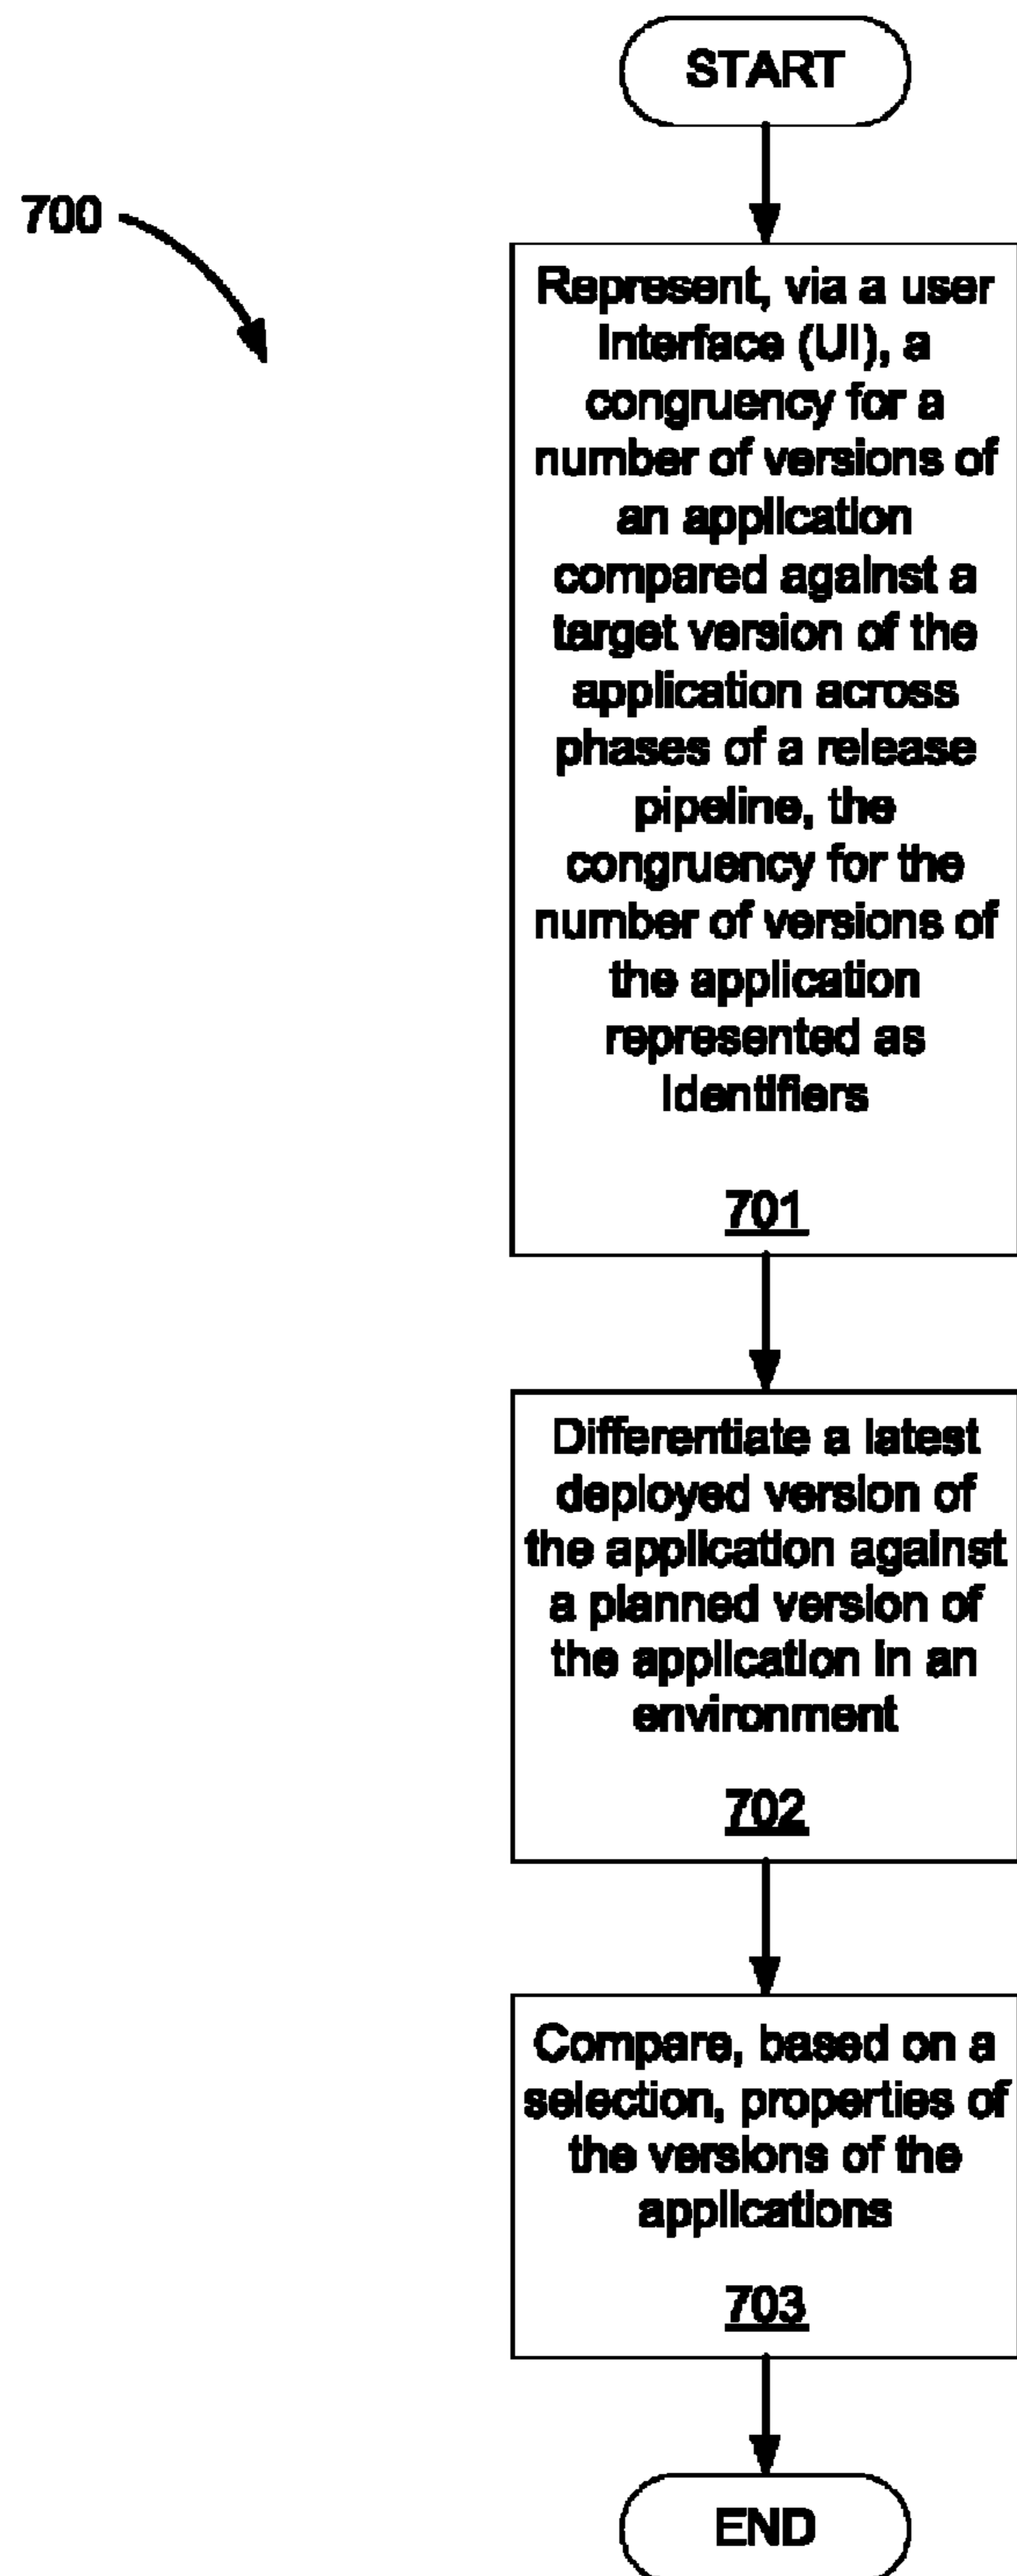 START
700
Represent, via a user
Interface (UI), a
congruency for a
number of versions of
an application
compared against a
target version of the
application across
phases of a release
pipeline, the
congruency for the
number of versions of
the application
represented as
Identifiers
701
Differentiate a latest
deployed version of
the application against
a planned version of
the application in an
environment
702
Compare, based on a
selection, properties of
the versions of the
applications
703
END